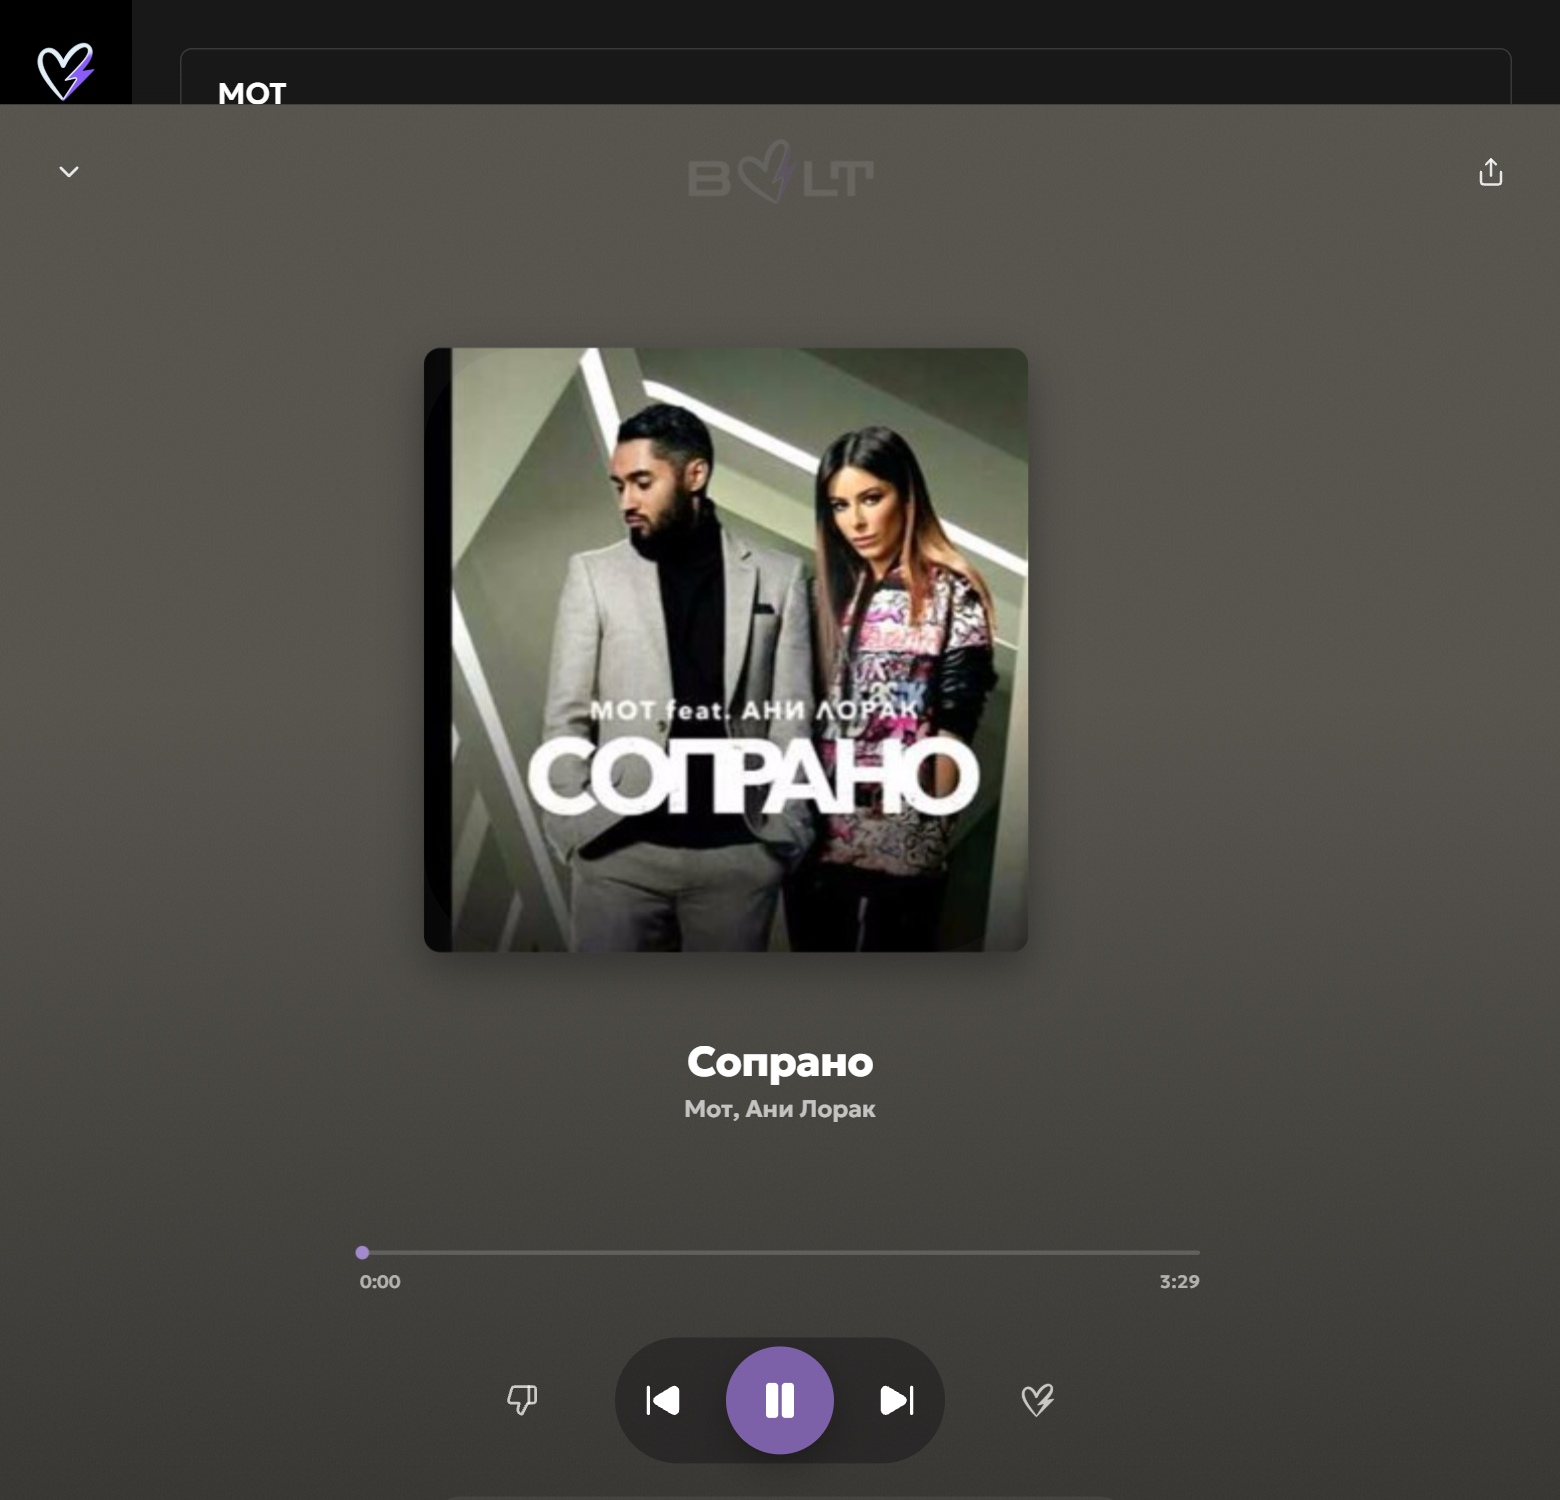 МОТ
BOLT
МОТ feat. АНИ ЛОРАК
СОПРАНО
Сопрано
Мот, Ани Лорак
0:00
3:29